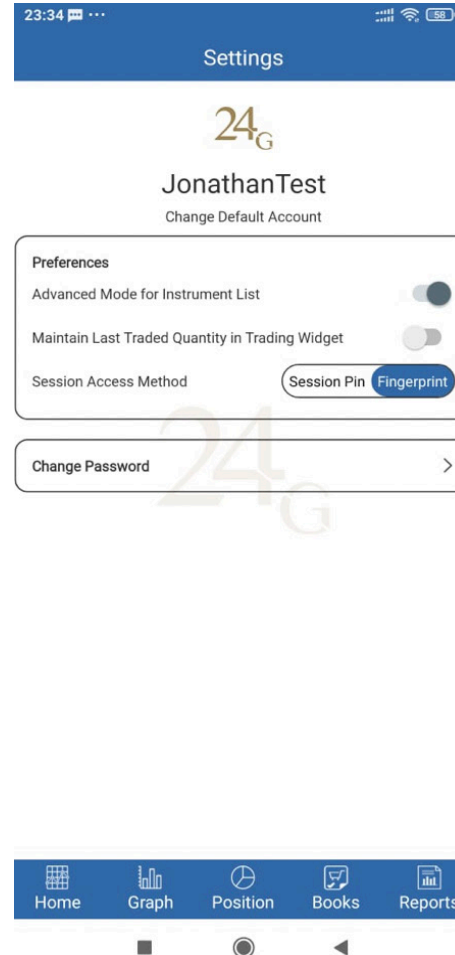 23:34
58
Settings
24G
JonathanTest
Change Default Account
Preferences
Advanced Mode for Instrument List
Maintain Last Traded Quantity in Trading Widget
Session Access Method Session Pin Fingerprint
Change Password
24G
Home Graph Position Books Reports